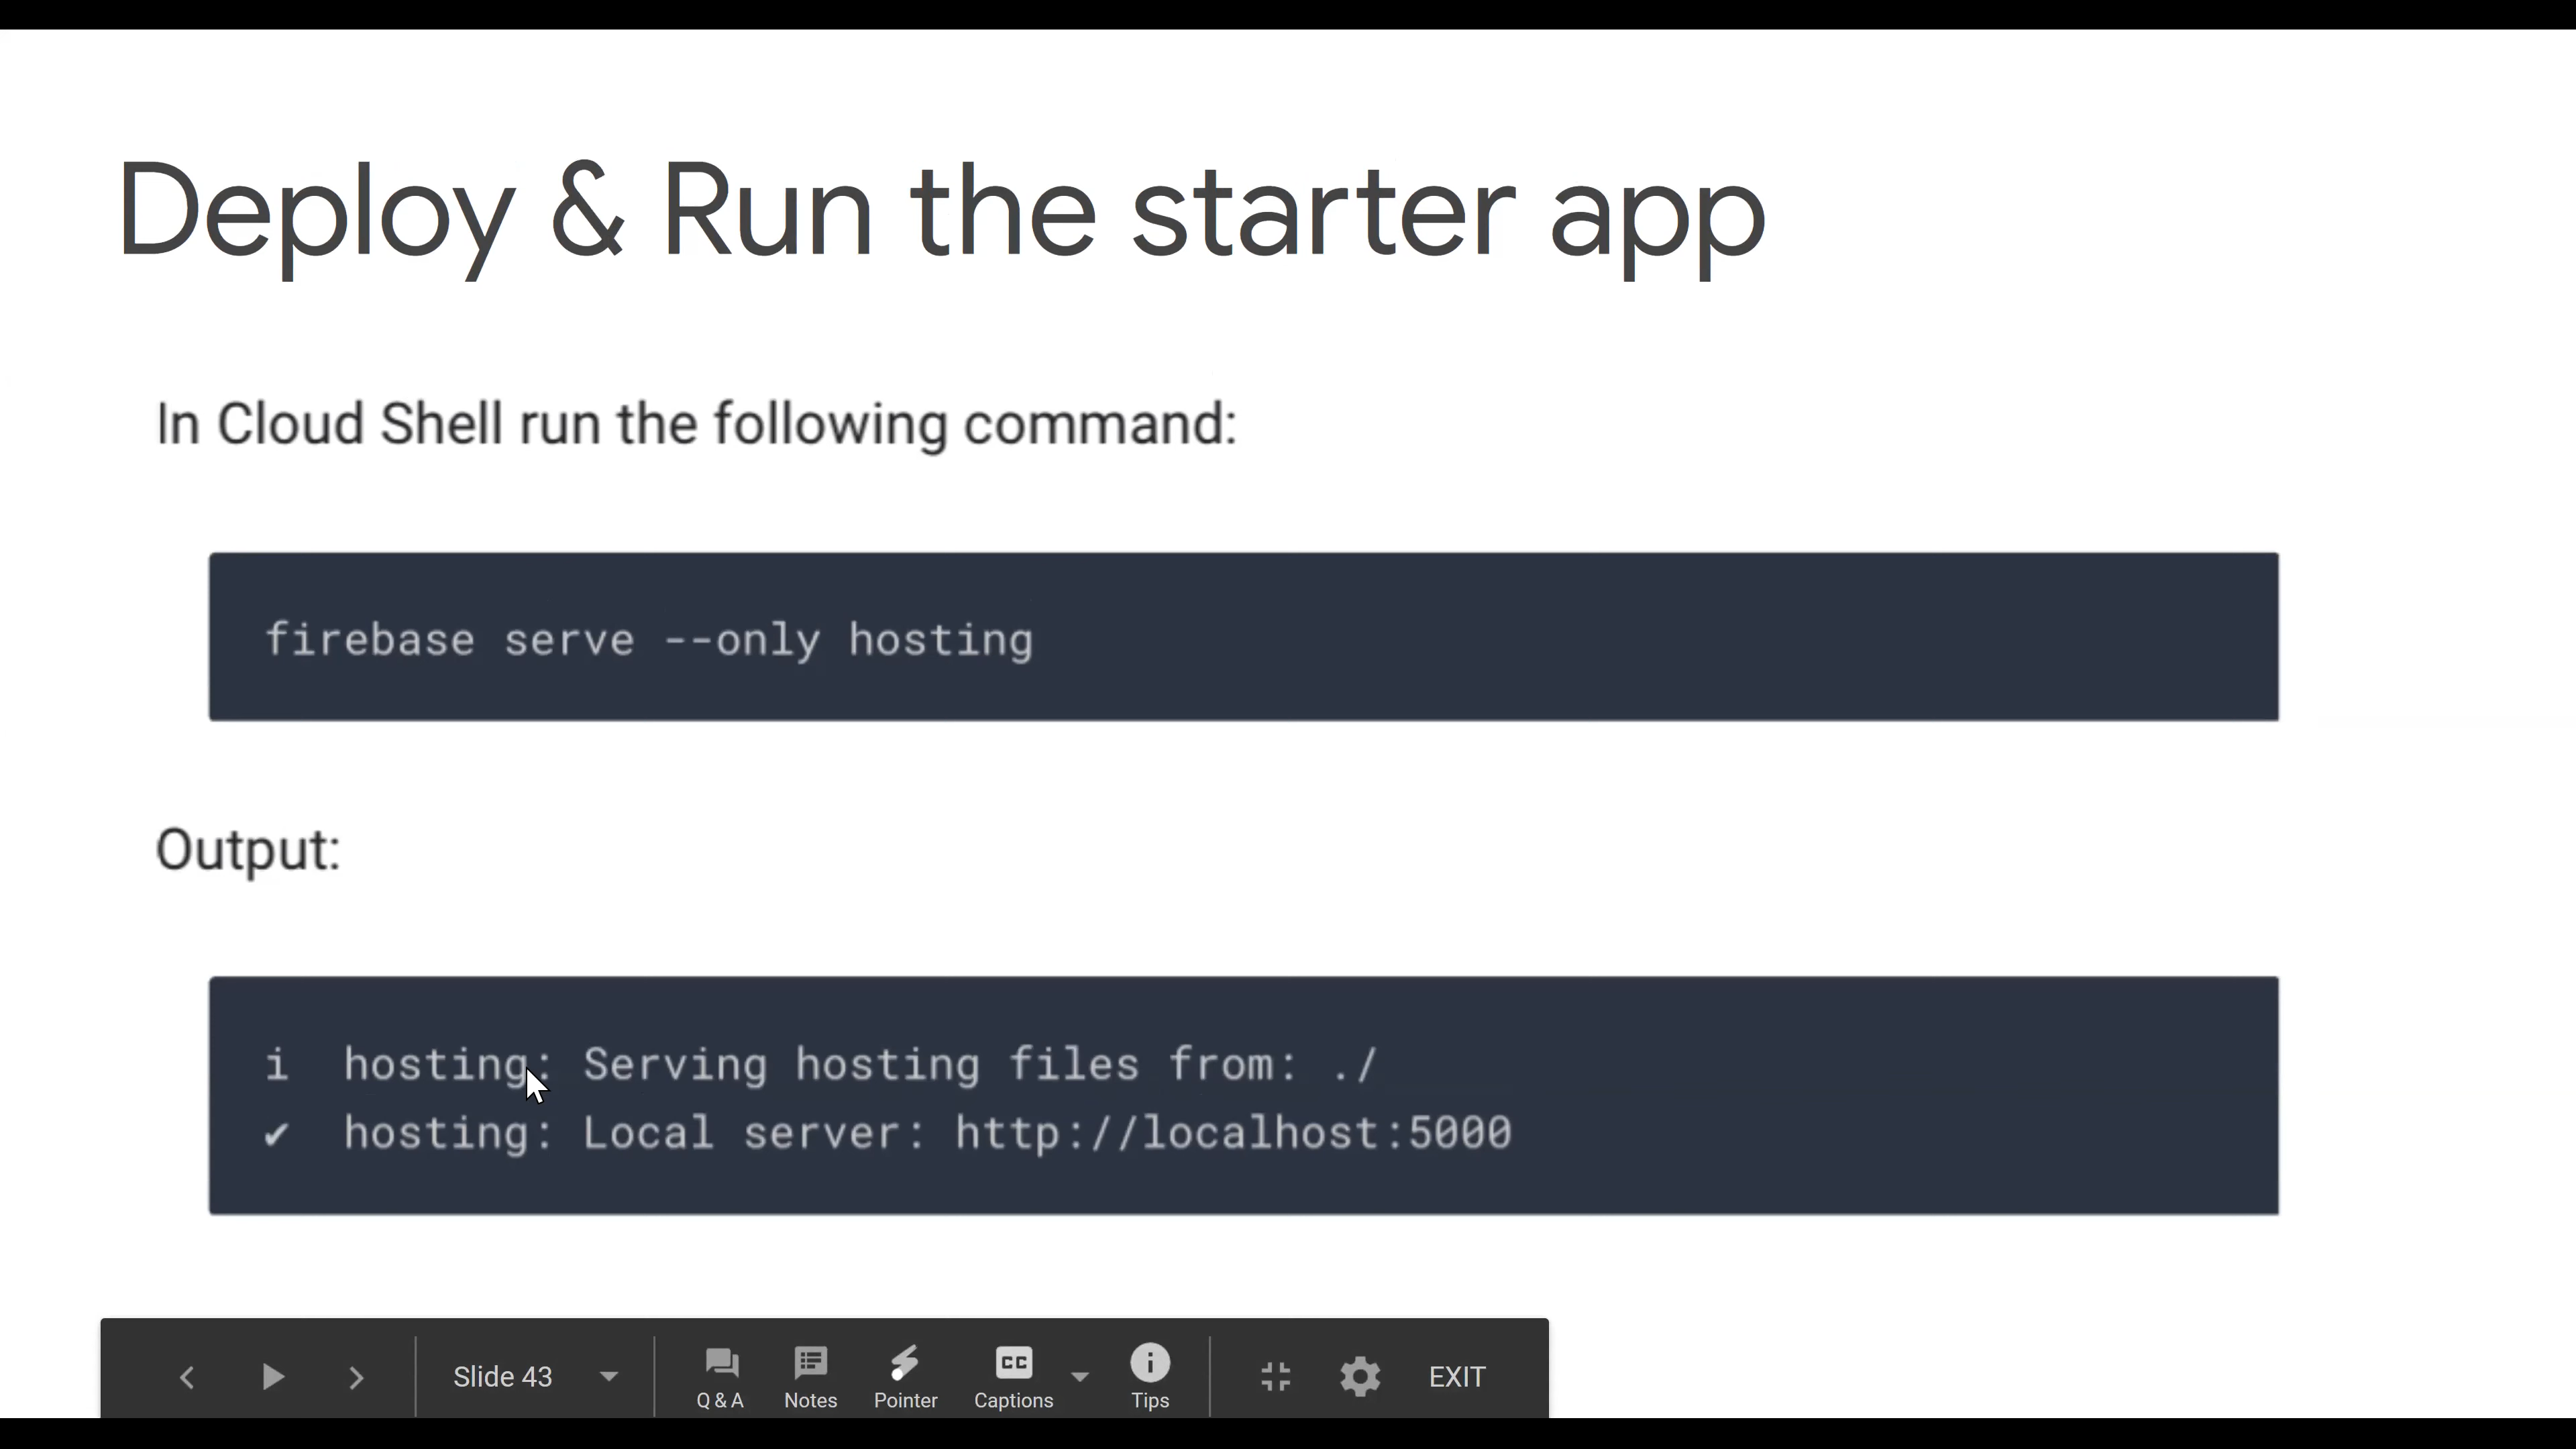 Deploy & Run the starter app
In Cloud Shell run the following command:
firebase serve --only hosting
Output:
i  hosting: Serving hosting files from: ./
✔  hosting: Local server: http://localhost:5000
Slide 43
Q & A
Notes
Pointer
CC
Captions
Tips
EXIT